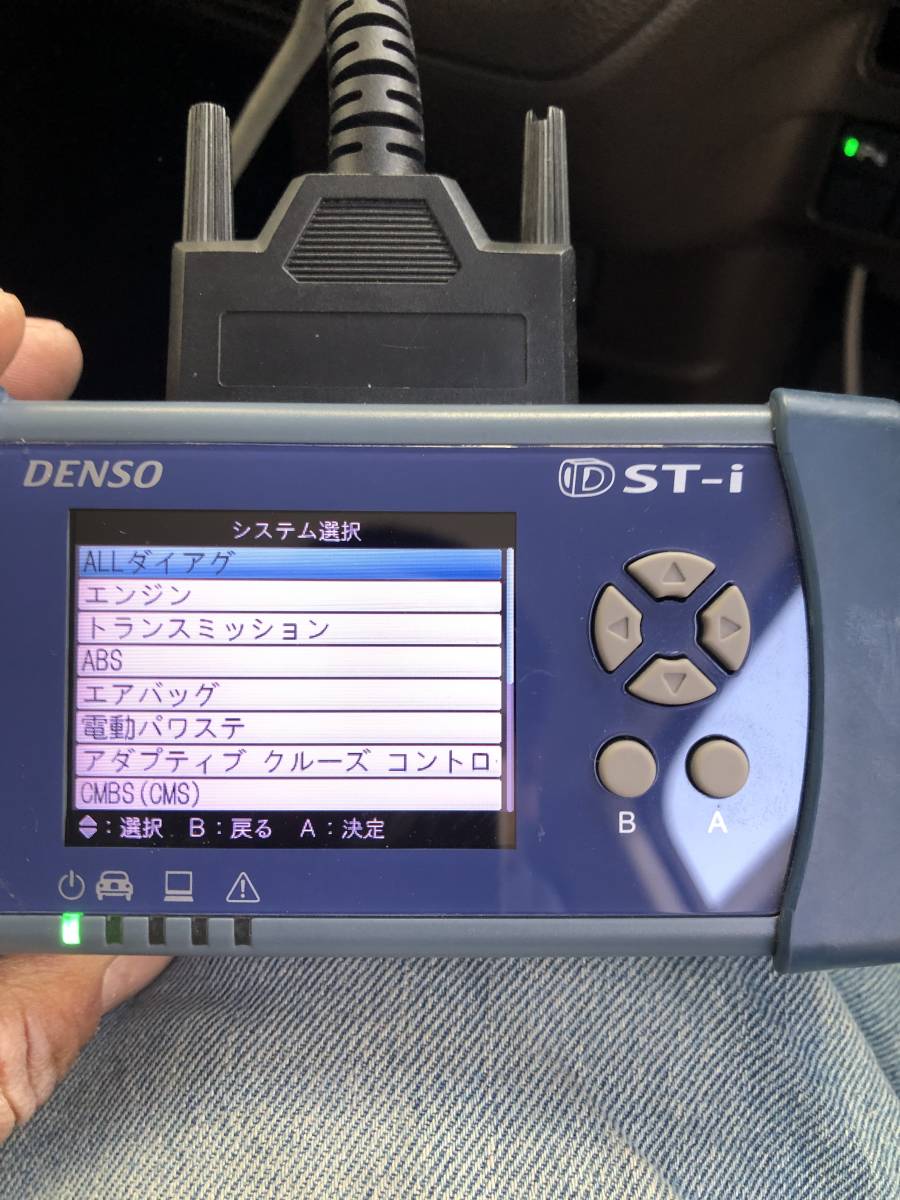 DENSO
DST-i
システム選択
ALLダイアグ
エンジン
トランスミッション
ABS
エアバッグ
電動パワステ
アダプティブ クルーズ コントロ
CMBS(CMS)
:選択 B:戻る A:決定
B
A